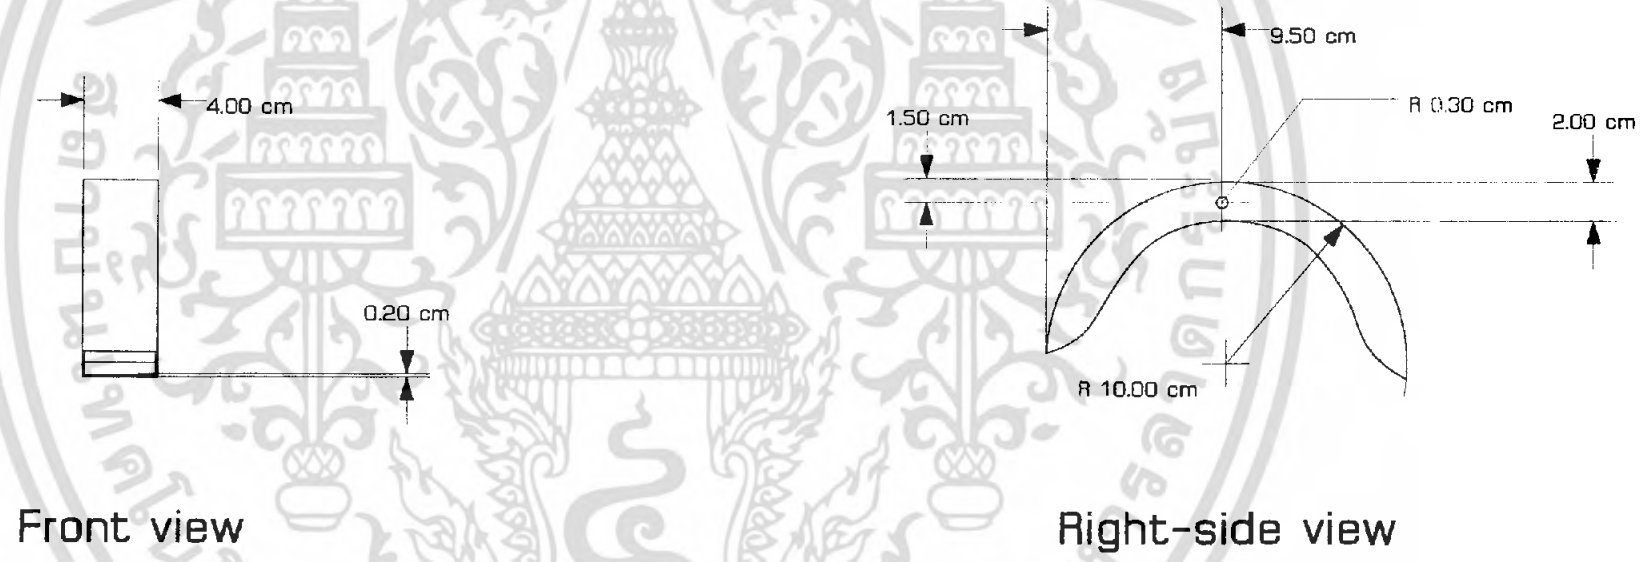 9.50 cm
4.00 cm
1.50 cm
R 0.30 cm
2.00 cm
0.20 cm
R 10.00 cm
Front view
Right-side view